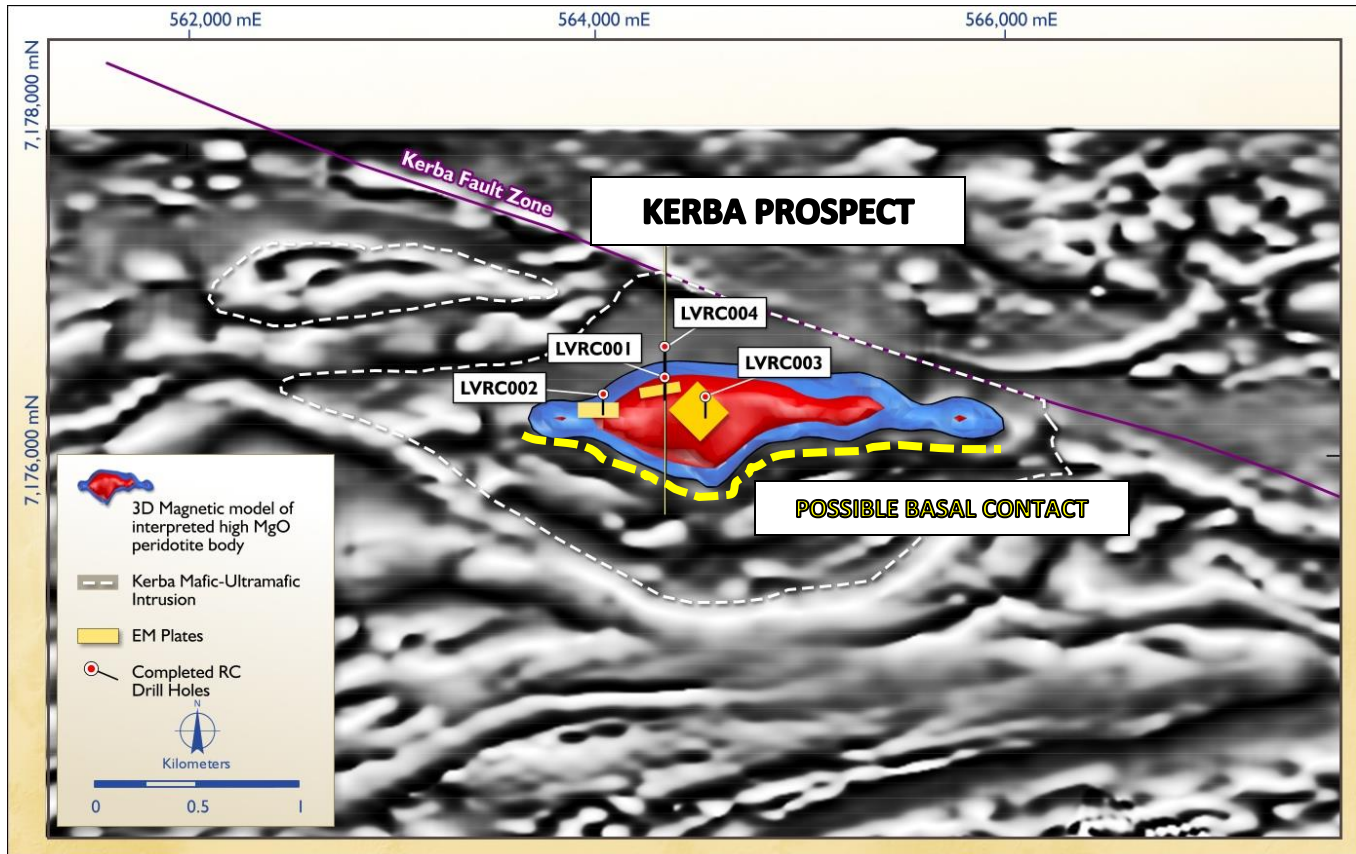 562,000 mE
564,000 mE
566,000 mE
7,178,000 mN
Kerba Fault Zone
KERBA PROSPECT
LVRC004
LVRC001
LVRC003
LVRC002
7,176,000 mN
POSSIBLE BASAL CONTACT
3D Magnetic model of
interpreted high MgO
peridotite body
Kerba Mafic-Ultramafic
Intrusion
EM Plates
Completed RC
Drill Holes
N
Kilometers
0
0.5
1